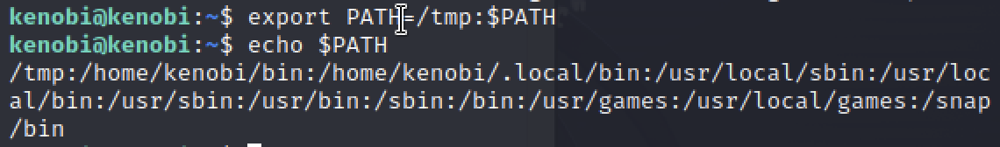 kenobi@kenobi:~$ export PATH=/tmp:$PATH
kenobi@kenobi:~$ echo $PATH
/tmp:/home/kenobi/bin:/home/kenobi/.local/bin:/usr/local/sbin:/usr/loc
al/bin:/usr/sbin:/usr/bin:/sbin:/bin:/usr/games:/usr/local/games:/snap
/bin